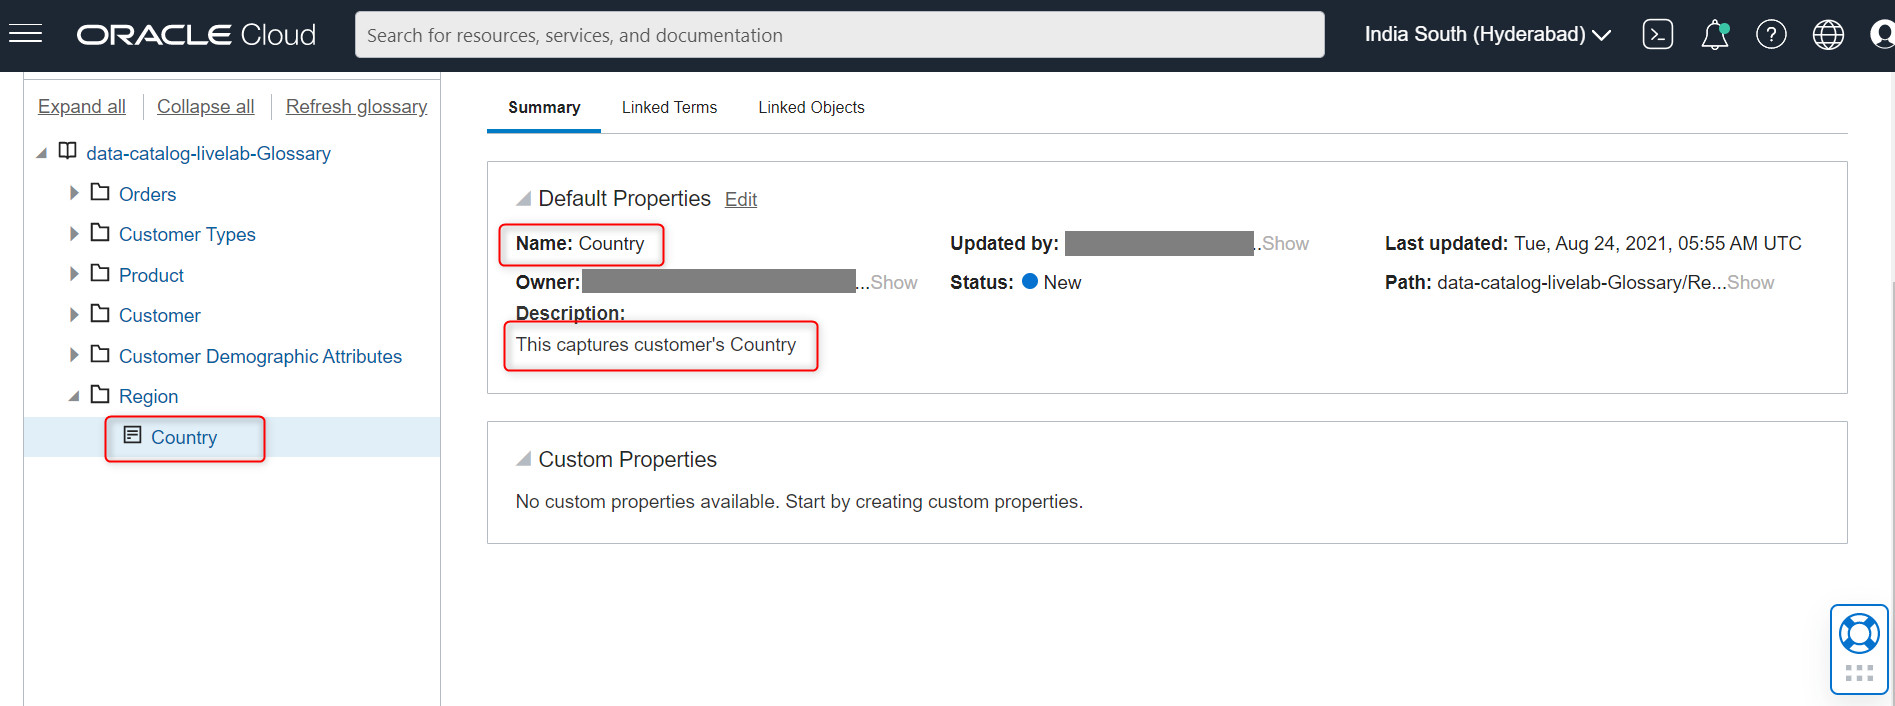 ORACLE Cloud
Search for resources, services, and documentation
India South (Hyderabad)
Expand all
Collapse all
Refresh glossary
data-catalog-livelab-Glossary
Orders
Customer Types
Product
Customer
Customer Demographic Attributes
Region
Country
Summary
Linked Terms
Linked Objects
Default Properties Edit
Name: Country
Updated by: ..Show
Last updated: Tue, Aug 24, 2021, 05:55 AM UTC
Owner: ...Show
Status: New
Path: data-catalog-livelab-Glossary/Re...Show
Description:
This captures customer's Country
Custom Properties
No custom properties available. Start by creating custom properties.